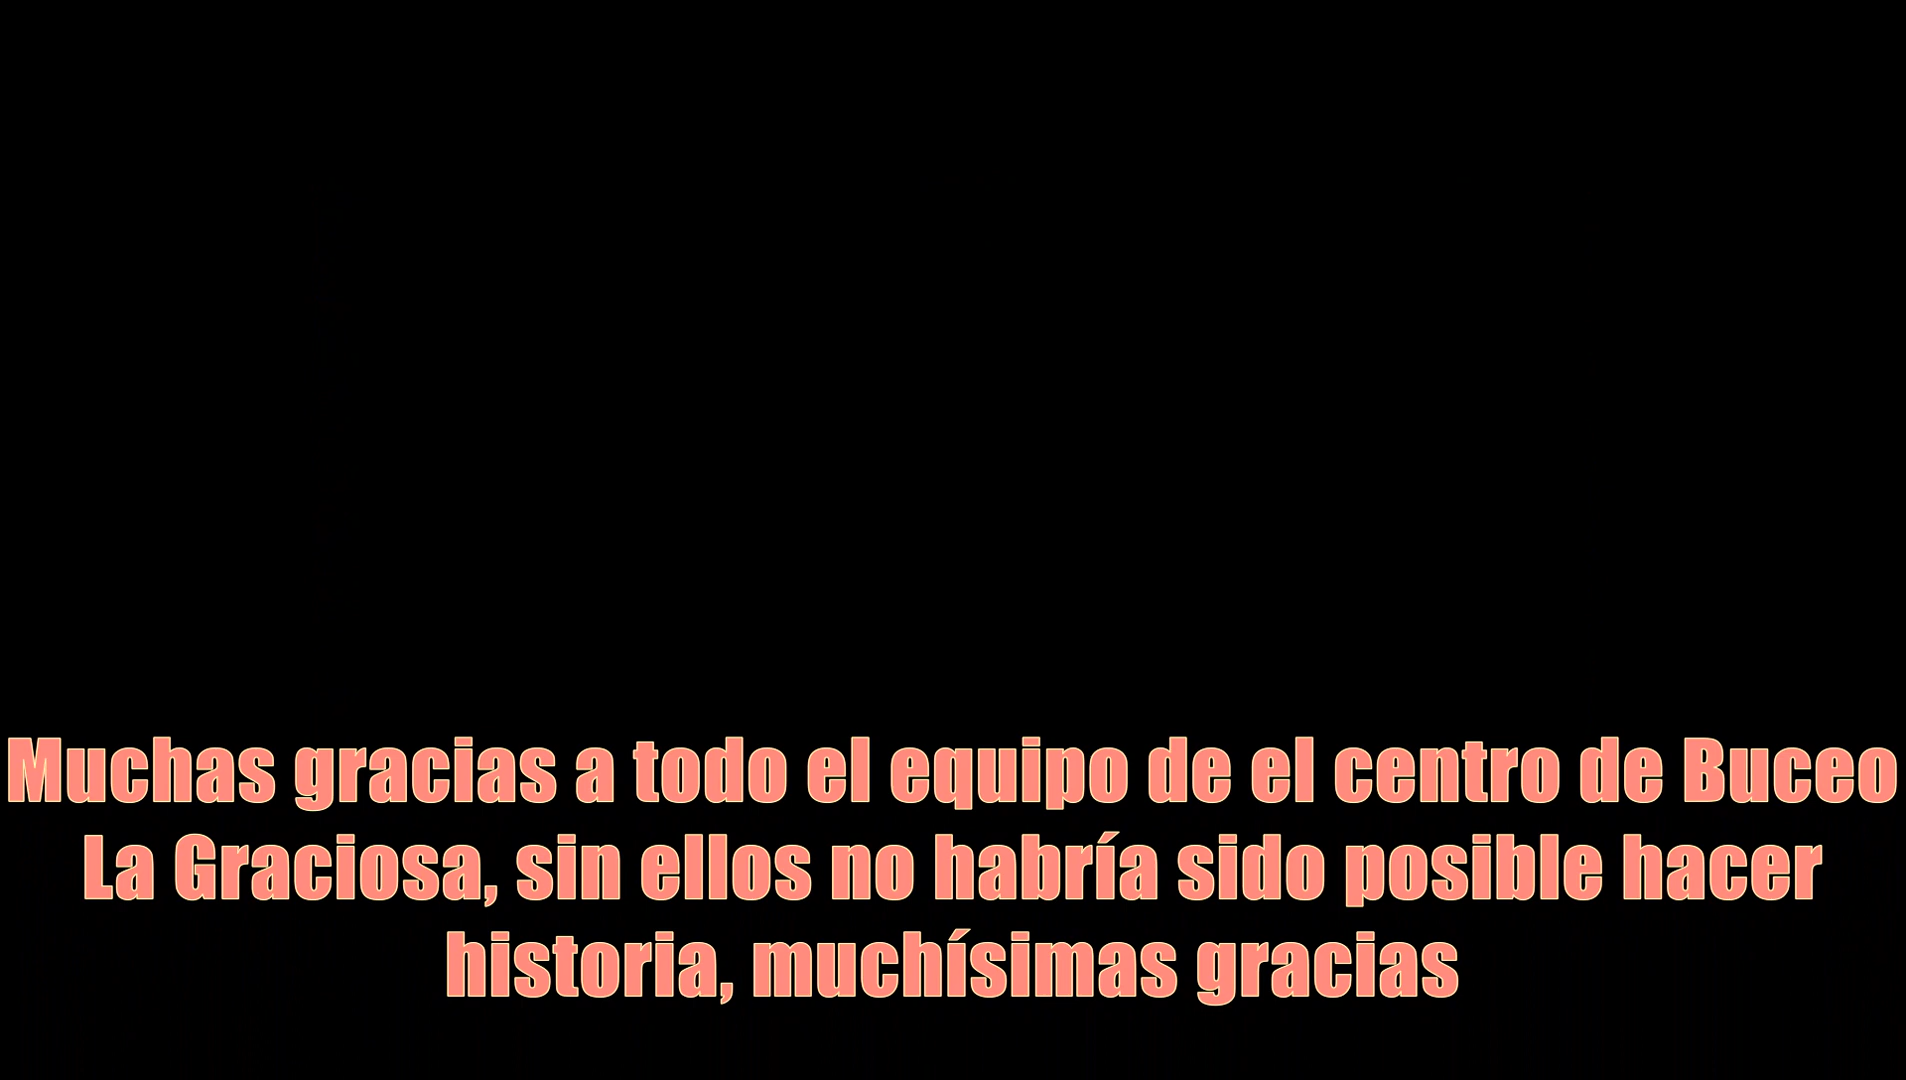 Muchas gracias a todo el equipo de el centro de Buceo
La Graciosa, sin ellos no habría sido posible hacer
historia, muchísimas gracias